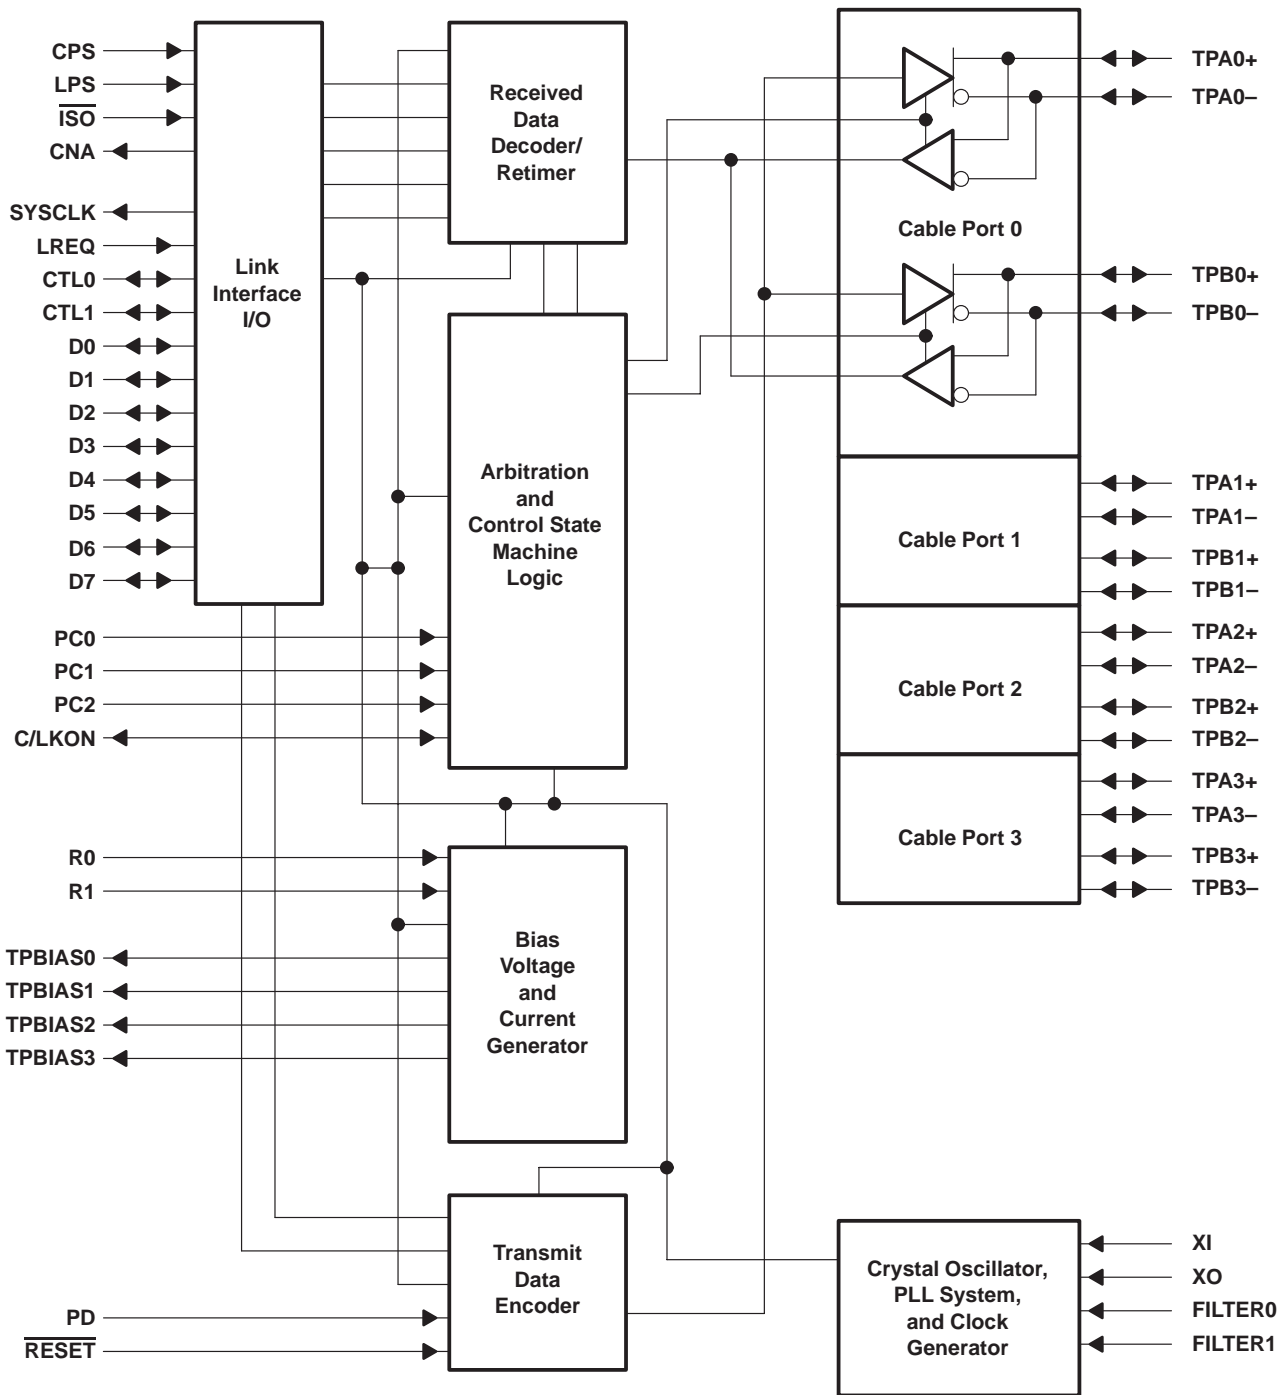 CPS
LPS
ISO
CNA
SYSCLK
LREQ
CTL0
CTL1
D0
D1
D2
D3
D4
D5
D6
D7
PC0
PC1
PC2
C/LKON
R0
R1
TPBIAS0
TPBIAS1
TPBIAS2
TPBIAS3
PD
RESET
Link
Interface
I/O
Received
Data
Decoder/
Retimer
Arbitration
and
Control State
Machine
Logic
Bias
Voltage
and
Current
Generator
Transmit
Data
Encoder
Cable Port 0
Cable Port 1
Cable Port 2
Cable Port 3
Crystal Oscillator,
PLL System,
and Clock
Generator
TPA0+
TPA0–
TPB0+
TPB0–
TPA1+
TPA1–
TPB1+
TPB1–
TPA2+
TPA2–
TPB2+
TPB2–
TPA3+
TPA3–
TPB3+
TPB3–
XI
XO
FILTER0
FILTER1